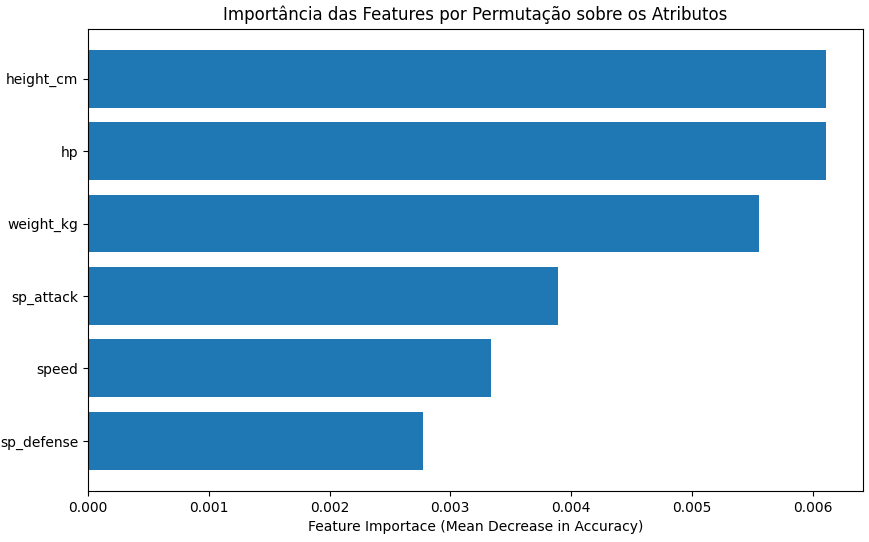 Importância das Features por Permutação sobre os Atributos
height_cm
hp
weight_kg
sp_attack
speed
sp_defense
0.000 0.001 0.002 0.003 0.004 0.005 0.006
Feature Importace (Mean Decrease in Accuracy)